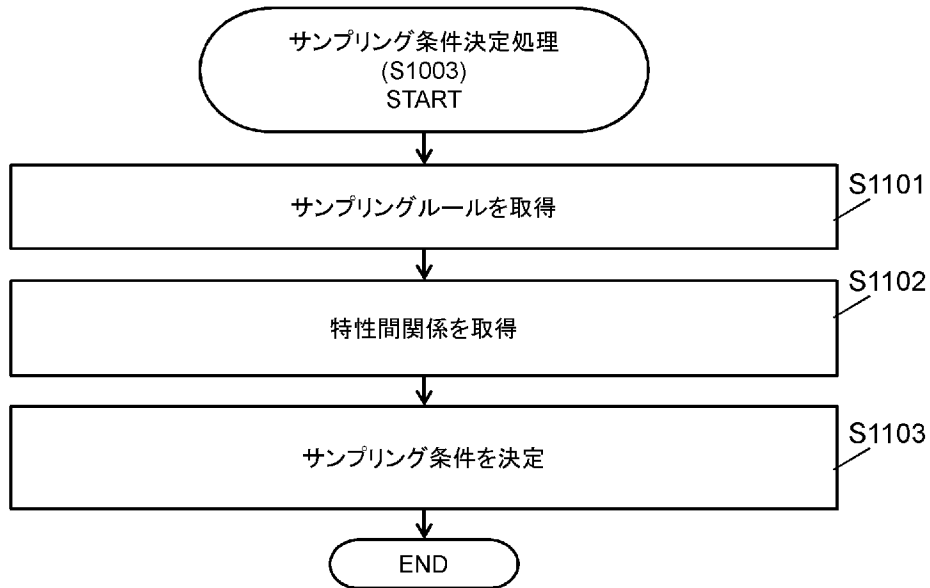 サンプリング条件決定処理
(S1003)
START
サンプリングルールを取得
S1101
特性間関係を取得
S1102
サンプリング条件を決定
S1103
END